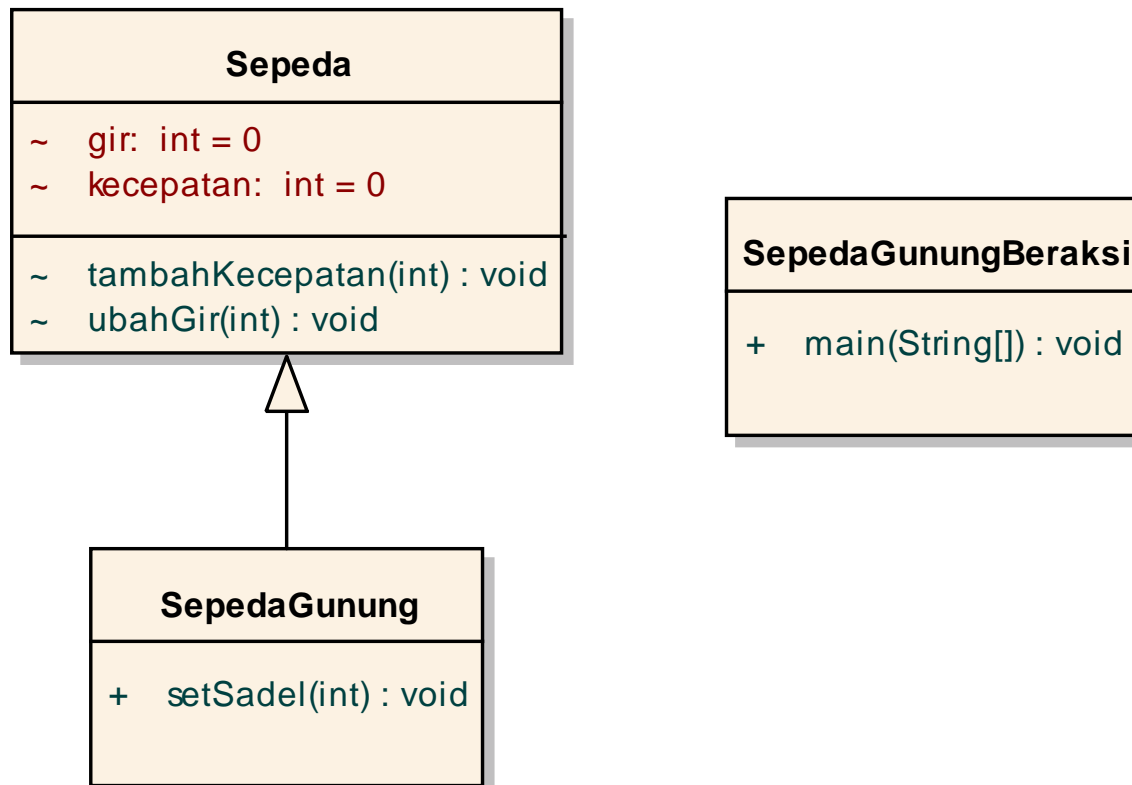 Sepeda
~ gir: int = 0
~ kecepatan: int = 0
~ tambahKecepatan(int) : void
~ ubahGir(int) : void
SepedaGunungBeraksi
+ main(String[]) : void
SepedaGunung
+ setSadel(int) : void